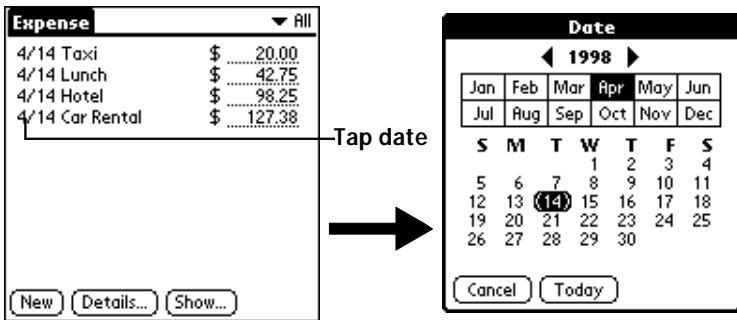 Expense
All
4/14 Taxi $ 20.00
4/14 Lunch $ 42.75
4/14 Hotel $ 98.25
4/14 Car Rental $ 127.38
New Details... Show...
Tap date
Date
1998
Jan Feb Mar Apr May Jun
Jul Aug Sep Oct Nov Dec
S M T W T F S
1 2 3 4
5 6 7 8 9 10 11
12 13 14 15 16 17 18
19 20 21 22 23 24 25
26 27 28 29 30
Cancel Today